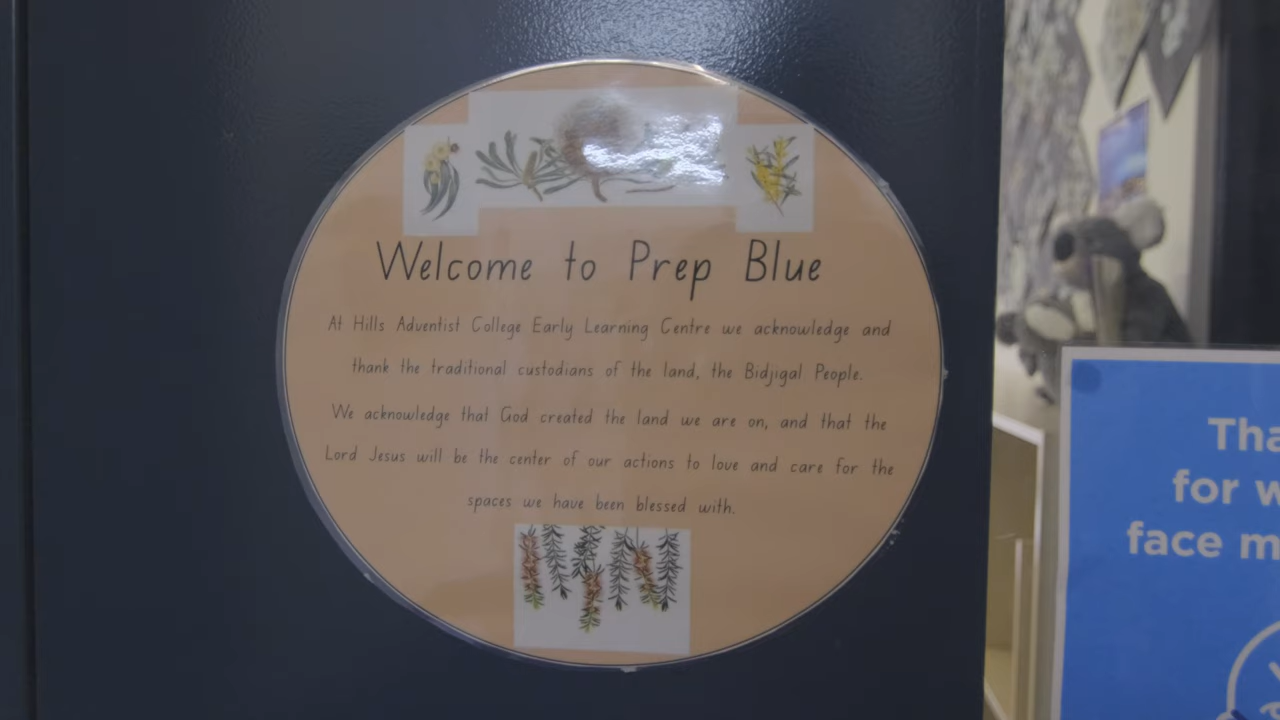 Welcome to Prep Blue
At Hills Adventist College Early Learning Centre we acknowledge and
thank the traditional custodians of the land, the Bidjigal People.
We acknowledge that God created the land we are on, and that the
Lord Jesus will be the center of our actions to love and care for the
spaces we have been blessed with.
for
face